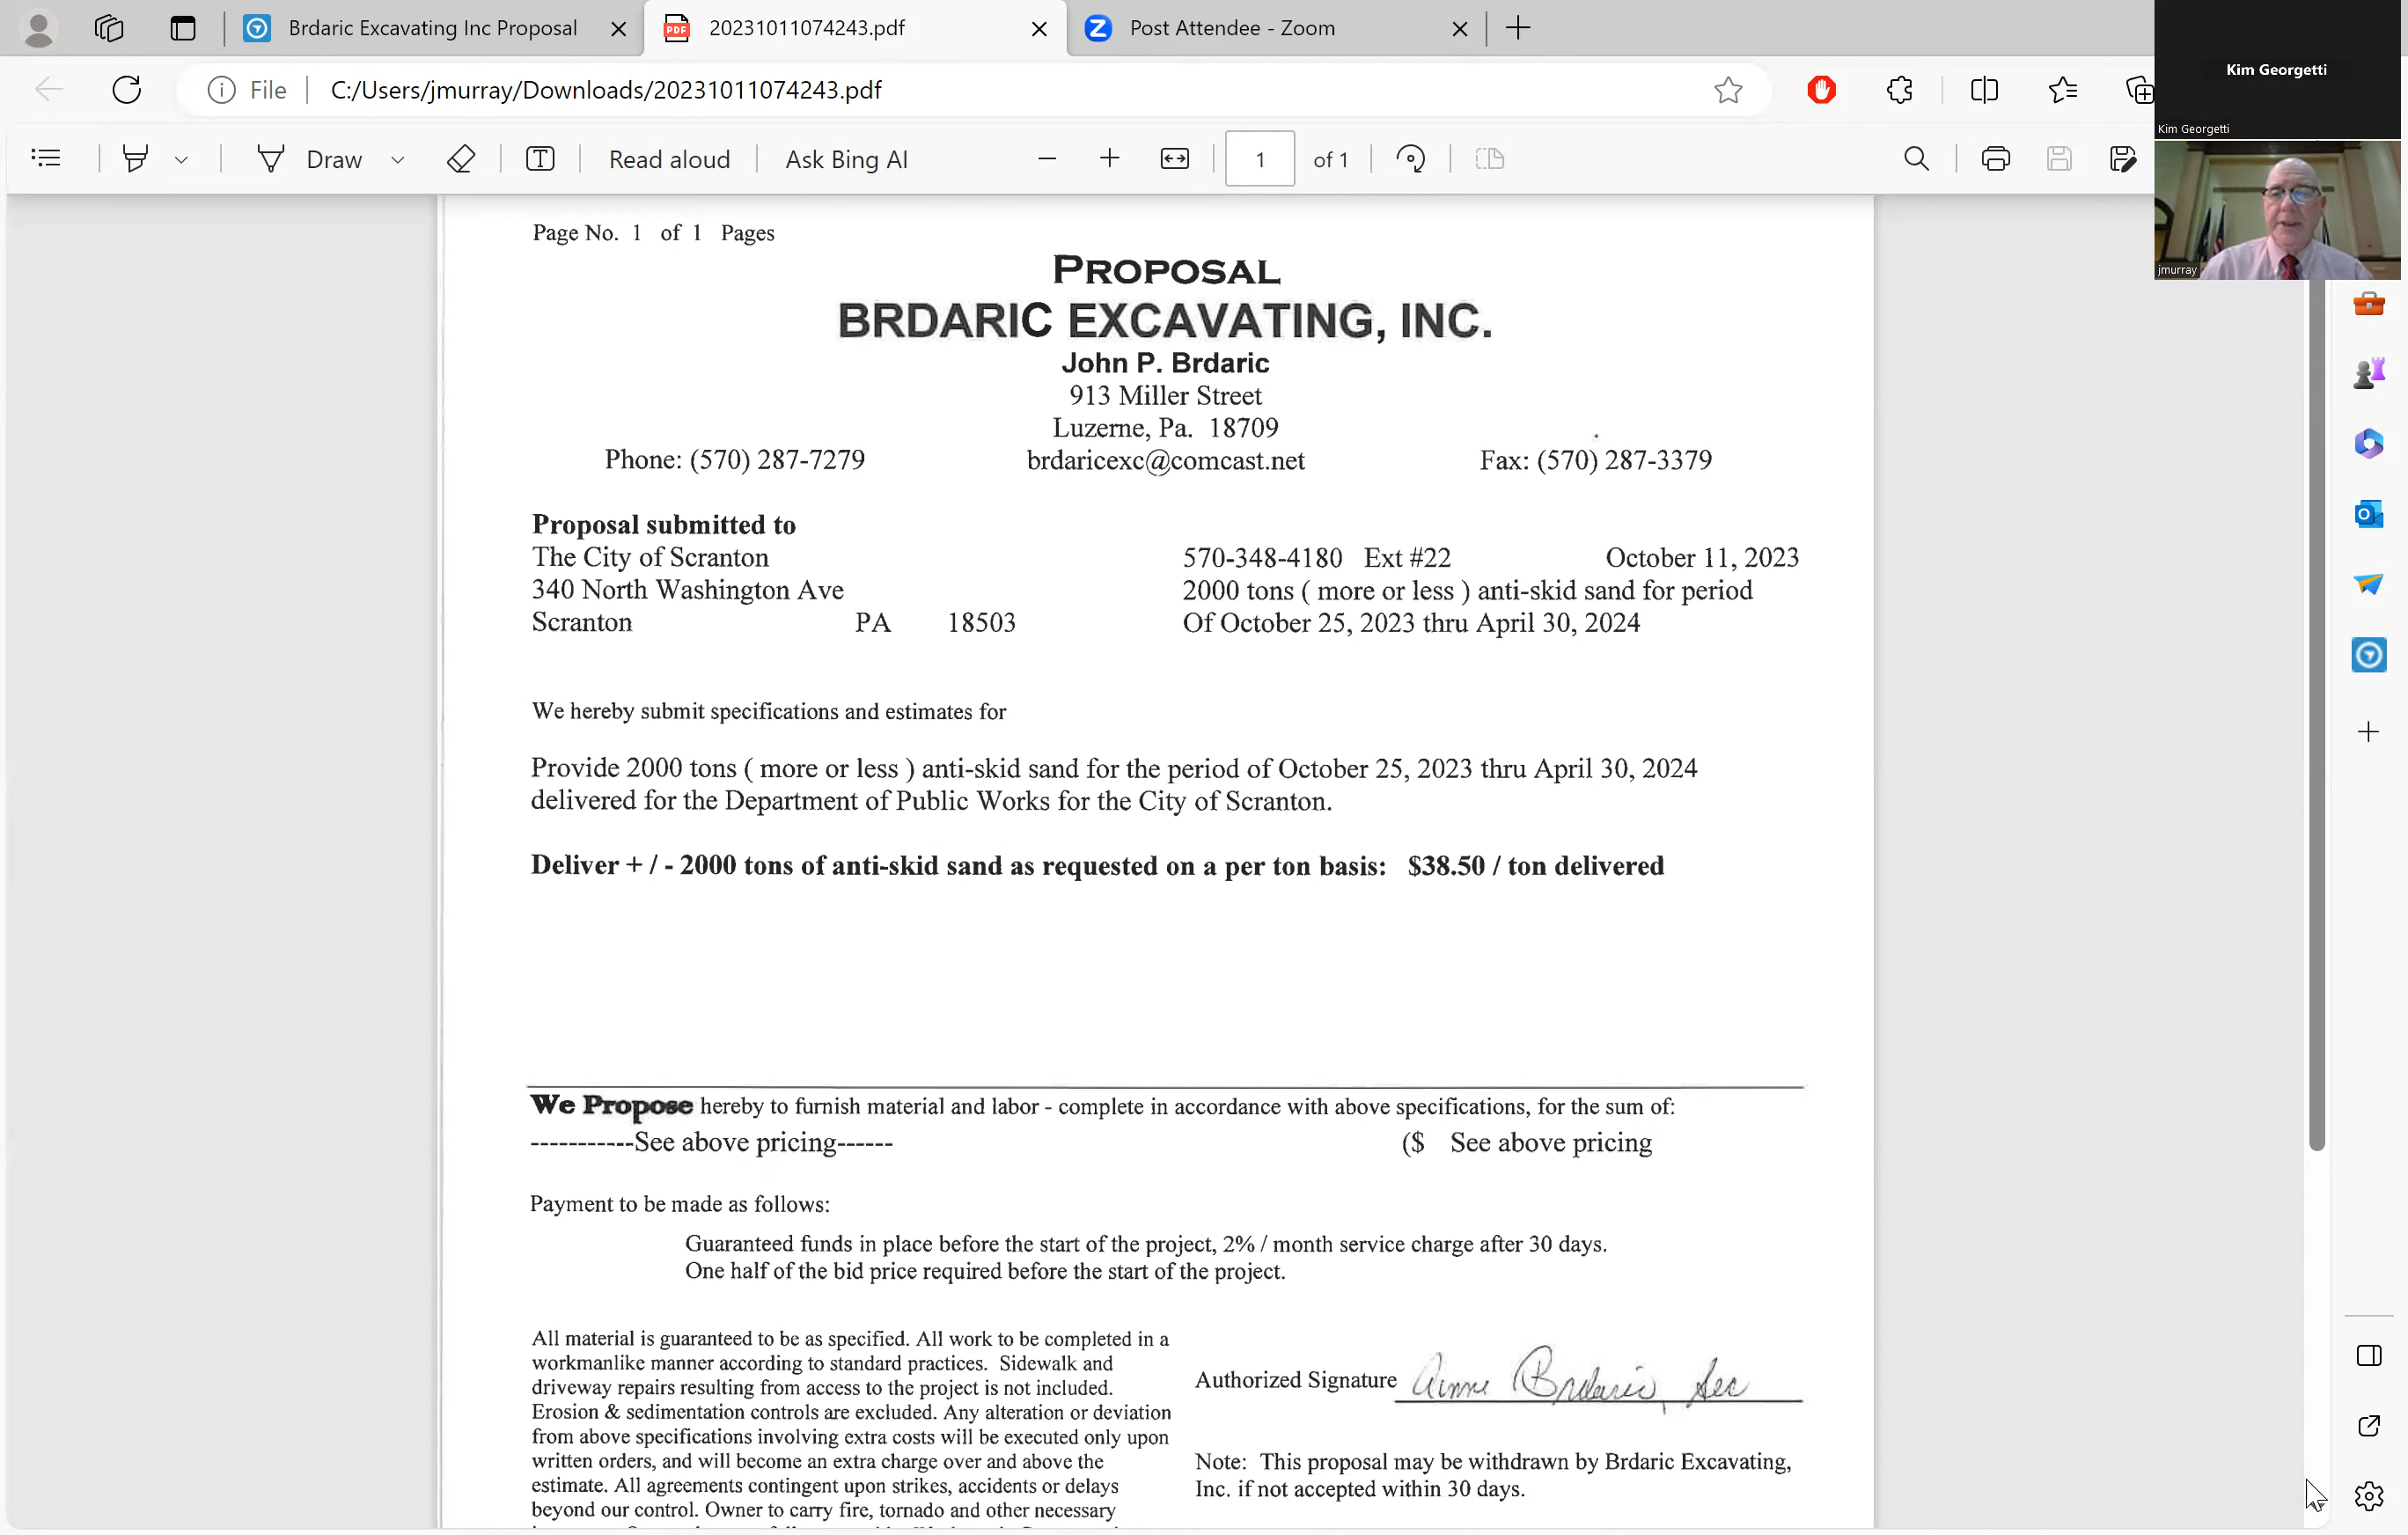 Brdaric Excavating Inc Proposal
20231011074243.pdf
Post Attendee - Zoom
File
C:/Users/jmurray/Downloads/20231011074243.pdf
Draw
Read aloud
Ask Bing AI
1
of 1
Kim Georgetti
Kim Georgetti
jmurray
Page No. 1 of 1 Pages
PROPOSAL
BRDARIC EXCAVATING, INC.
John P. Brdaric
913 Miller Street
Luzerne, Pa. 18709
Phone: (570) 287-7279 brdaricexc@comcast.net Fax: (570) 287-3379
Proposal submitted to
The City of Scranton 570-348-4180 Ext #22 October 11, 2023
340 North Washington Ave 2000 tons ( more or less ) anti-skid sand for period
Scranton PA 18503 Of October 25, 2023 thru April 30, 2024
We hereby submit specifications and estimates for
Provide 2000 tons ( more or less ) anti-skid sand for the period of October 25, 2023 thru April 30, 2024
delivered for the Department of Public Works for the City of Scranton.
Deliver + / - 2000 tons of anti-skid sand as requested on a per ton basis: $38.50 / ton delivered
We Propose hereby to furnish material and labor - complete in accordance with above specifications, for the sum of:
-----------See above pricing------ ($ See above pricing
Payment to be made as follows:
Guaranteed funds in place before the start of the project, 2% / month service charge after 30 days.
One half of the bid price required before the start of the project.
All material is guaranteed to be as specified. All work to be completed in a
workmanlike manner according to standard practices. Sidewalk and
driveway repairs resulting from access to the project is not included.
Erosion & sedimentation controls are excluded. Any alteration or deviation
from above specifications involving extra costs will be executed only upon
written orders, and will become an extra charge over and above the
estimate. All agreements contingent upon strikes, accidents or delays
beyond our control. Owner to carry fire, tornado and other necessary
Authorized Signature Anne Brdaric, Sec
Note: This proposal may be withdrawn by Brdaric Excavating,
Inc. if not accepted within 30 days.